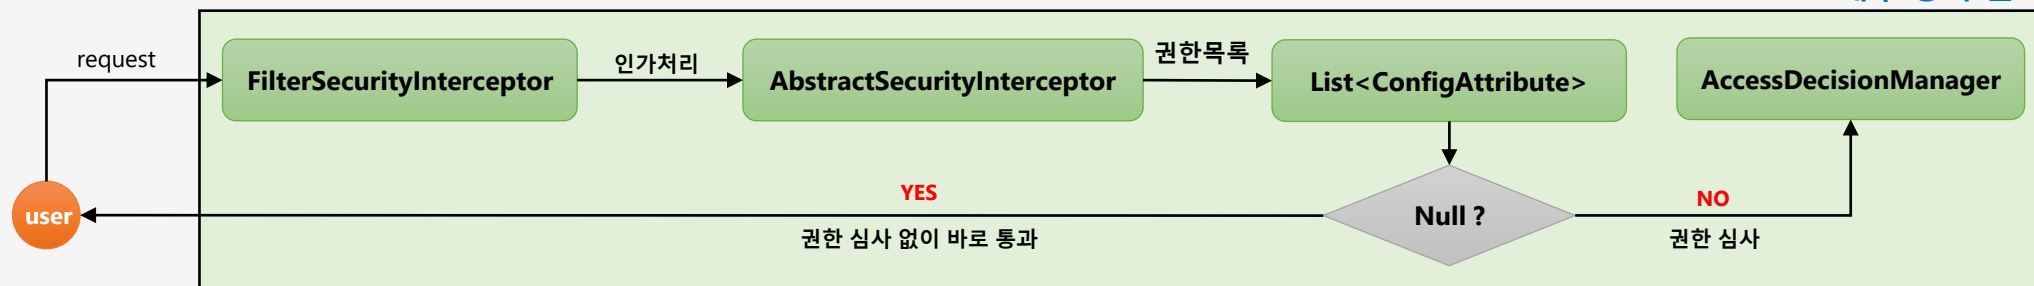 request
FilterSecurityInterceptor
인가처리
AbstractSecurityInterceptor
권한목록
List<ConfigAttribute>
AccessDecisionManager
user
YES
권한 심사 없이 바로 통과
Null ?
NO
권한 심사